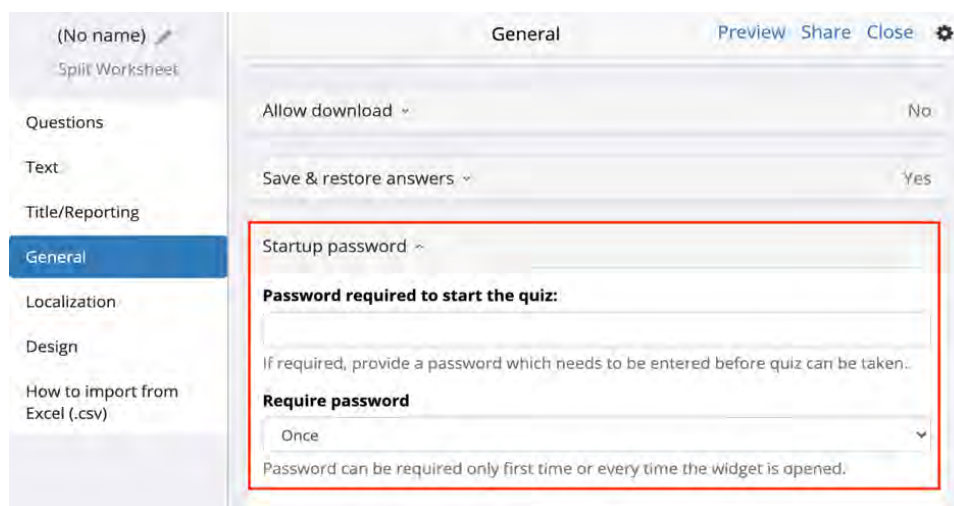 (No name)
Split Worksheet
General
Preview Share Close
Questions
Text
Title/Reporting
General
Localization
Design
How to import from
Excel (.csv)
Allow download
No
Save & restore answers
Yes
Startup password
Password required to start the quiz:
If required, provide a password which needs to be entered before quiz can be taken.
Require password
Once
Password can be required only first time or every time the widget is opened.